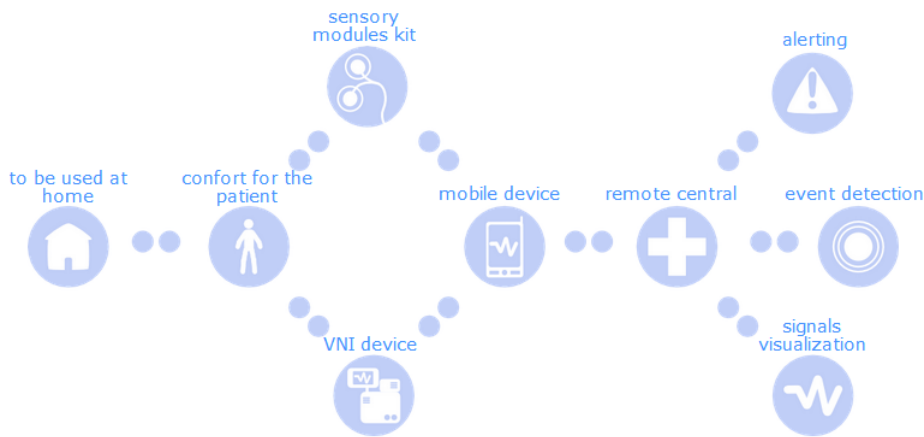 sensory
modules kit
alerting
to be used at
home
confort for the
patient
mobile device
remote central
event detection
VNI device
signals
visualization